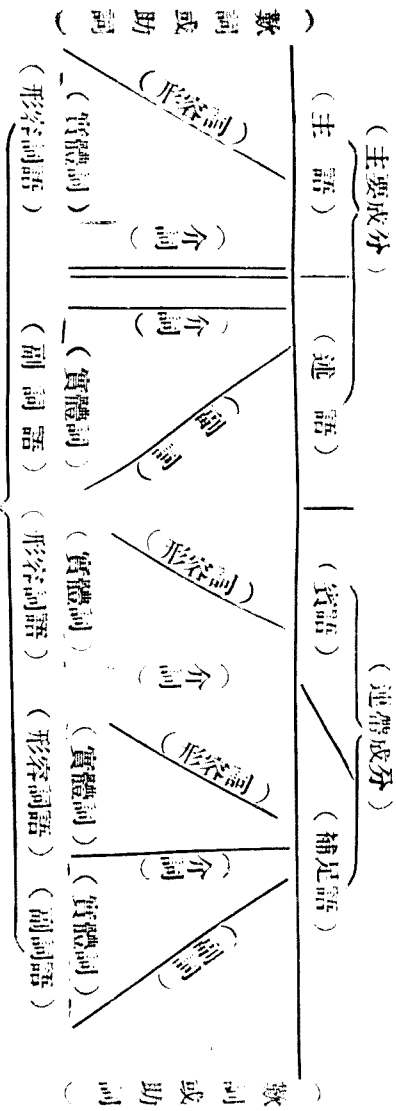 (主要成分)
(連帶成分)
(主語)
(述語)
(賓語)
(補足語)
(歎詞或助詞)
(形容詞)
(介詞)
(介詞)
(副詞)
(形容詞)
(介詞)
(形容詞)
(介詞)
(副詞)
(歎詞或助詞)
(實體詞)
(實體詞)
(實體詞)
(實體詞)
(實體詞)
(形容詞語)
(副詞語)
(形容詞語)
(形容詞語)
(副詞語)